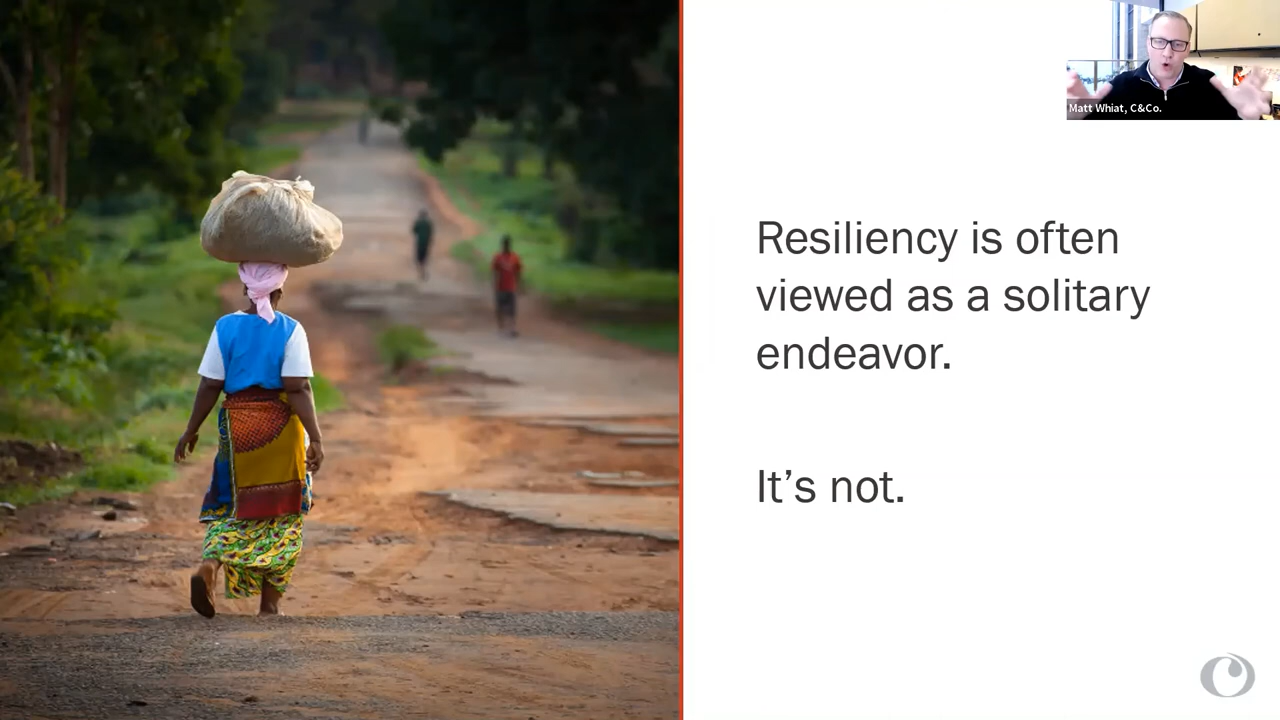 Matt Whiat, C&Co.
Resiliency is often
viewed as a solitary
endeavor.
It’s not.